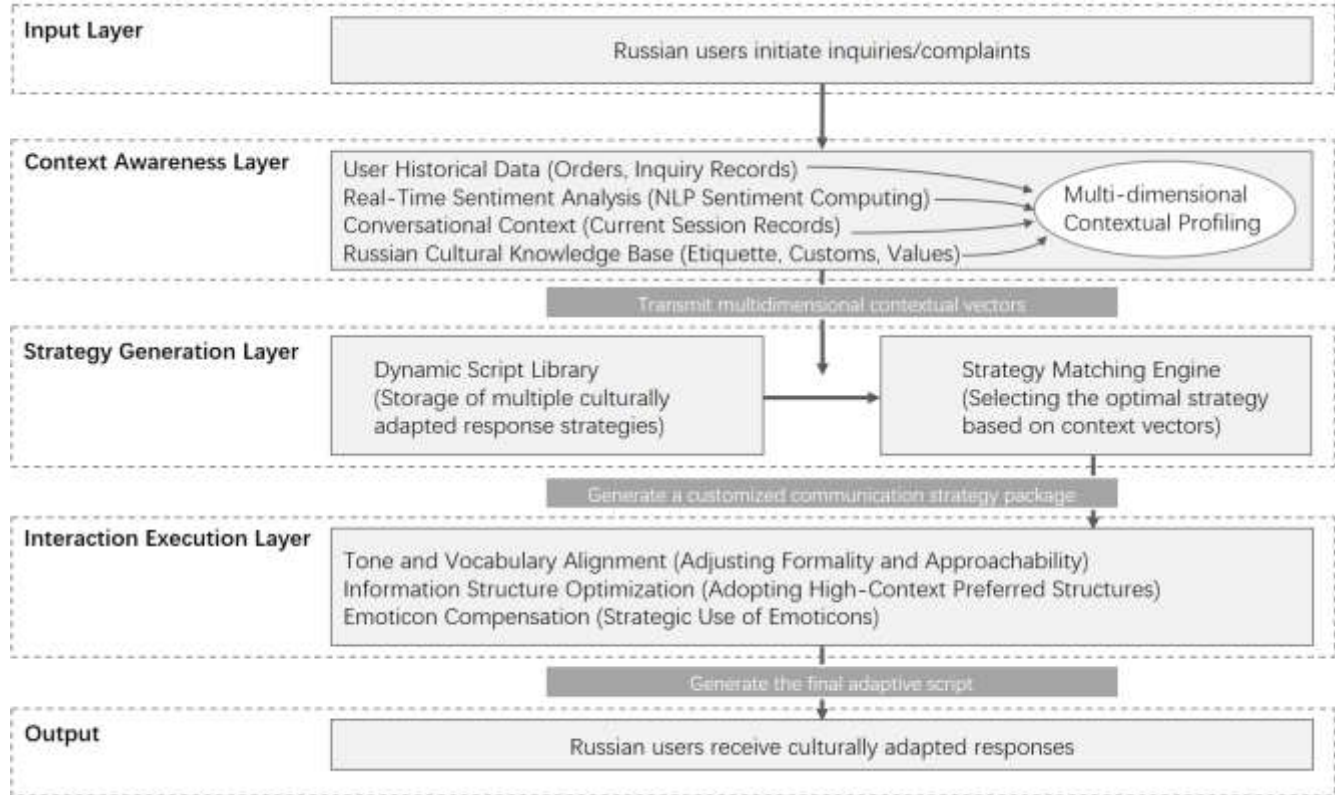 Input Layer
Russian users initiate inquiries/complaints
Context Awareness Layer
User Historical Data (Orders, Inquiry Records)
Real-Time Sentiment Analysis (NLP Sentiment Computing)
Conversational Context (Current Session Records)
Russian Cultural Knowledge Base (Etiquette, Customs, Values)
Multi-dimensional
Contextual Profiling
Transmit multidimensional contextual vectors
Strategy Generation Layer
Dynamic Script Library
(Storage of multiple culturally
adapted response strategies)
Strategy Matching Engine
(Selecting the optimal strategy
based on context vectors)
Generate a customized communication strategy package
Interaction Execution Layer
Tone and Vocabulary Alignment (Adjusting Formality and Approachability)
Information Structure Optimization (Adopting High-Context Preferred Structures)
Emoticon Compensation (Strategic Use of Emoticons)
Generate the final adaptive script
Output
Russian users receive culturally adapted responses